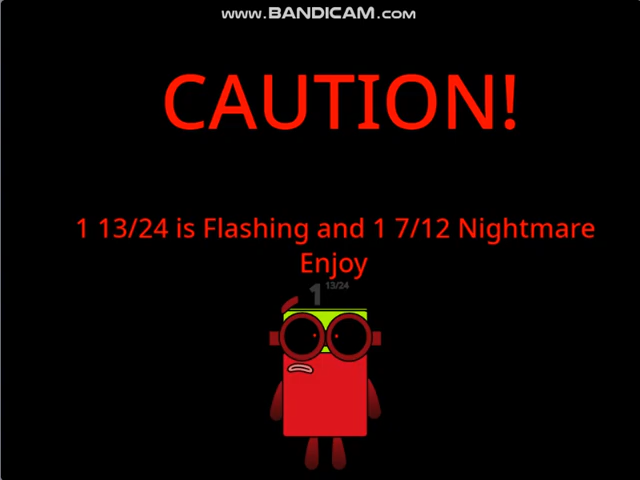 www.BANDICAM.com
CAUTION!
1 13/24 is Flashing and 1 7/12 Nightmare
Enjoy
1 13/24